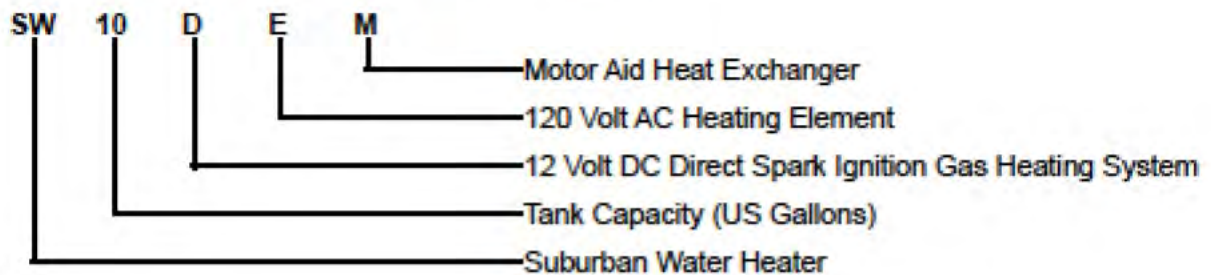 SW 10 D E M
Motor Aid Heat Exchanger
120 Volt AC Heating Element
12 Volt DC Direct Spark Ignition Gas Heating System
Tank Capacity (US Gallons)
Suburban Water Heater